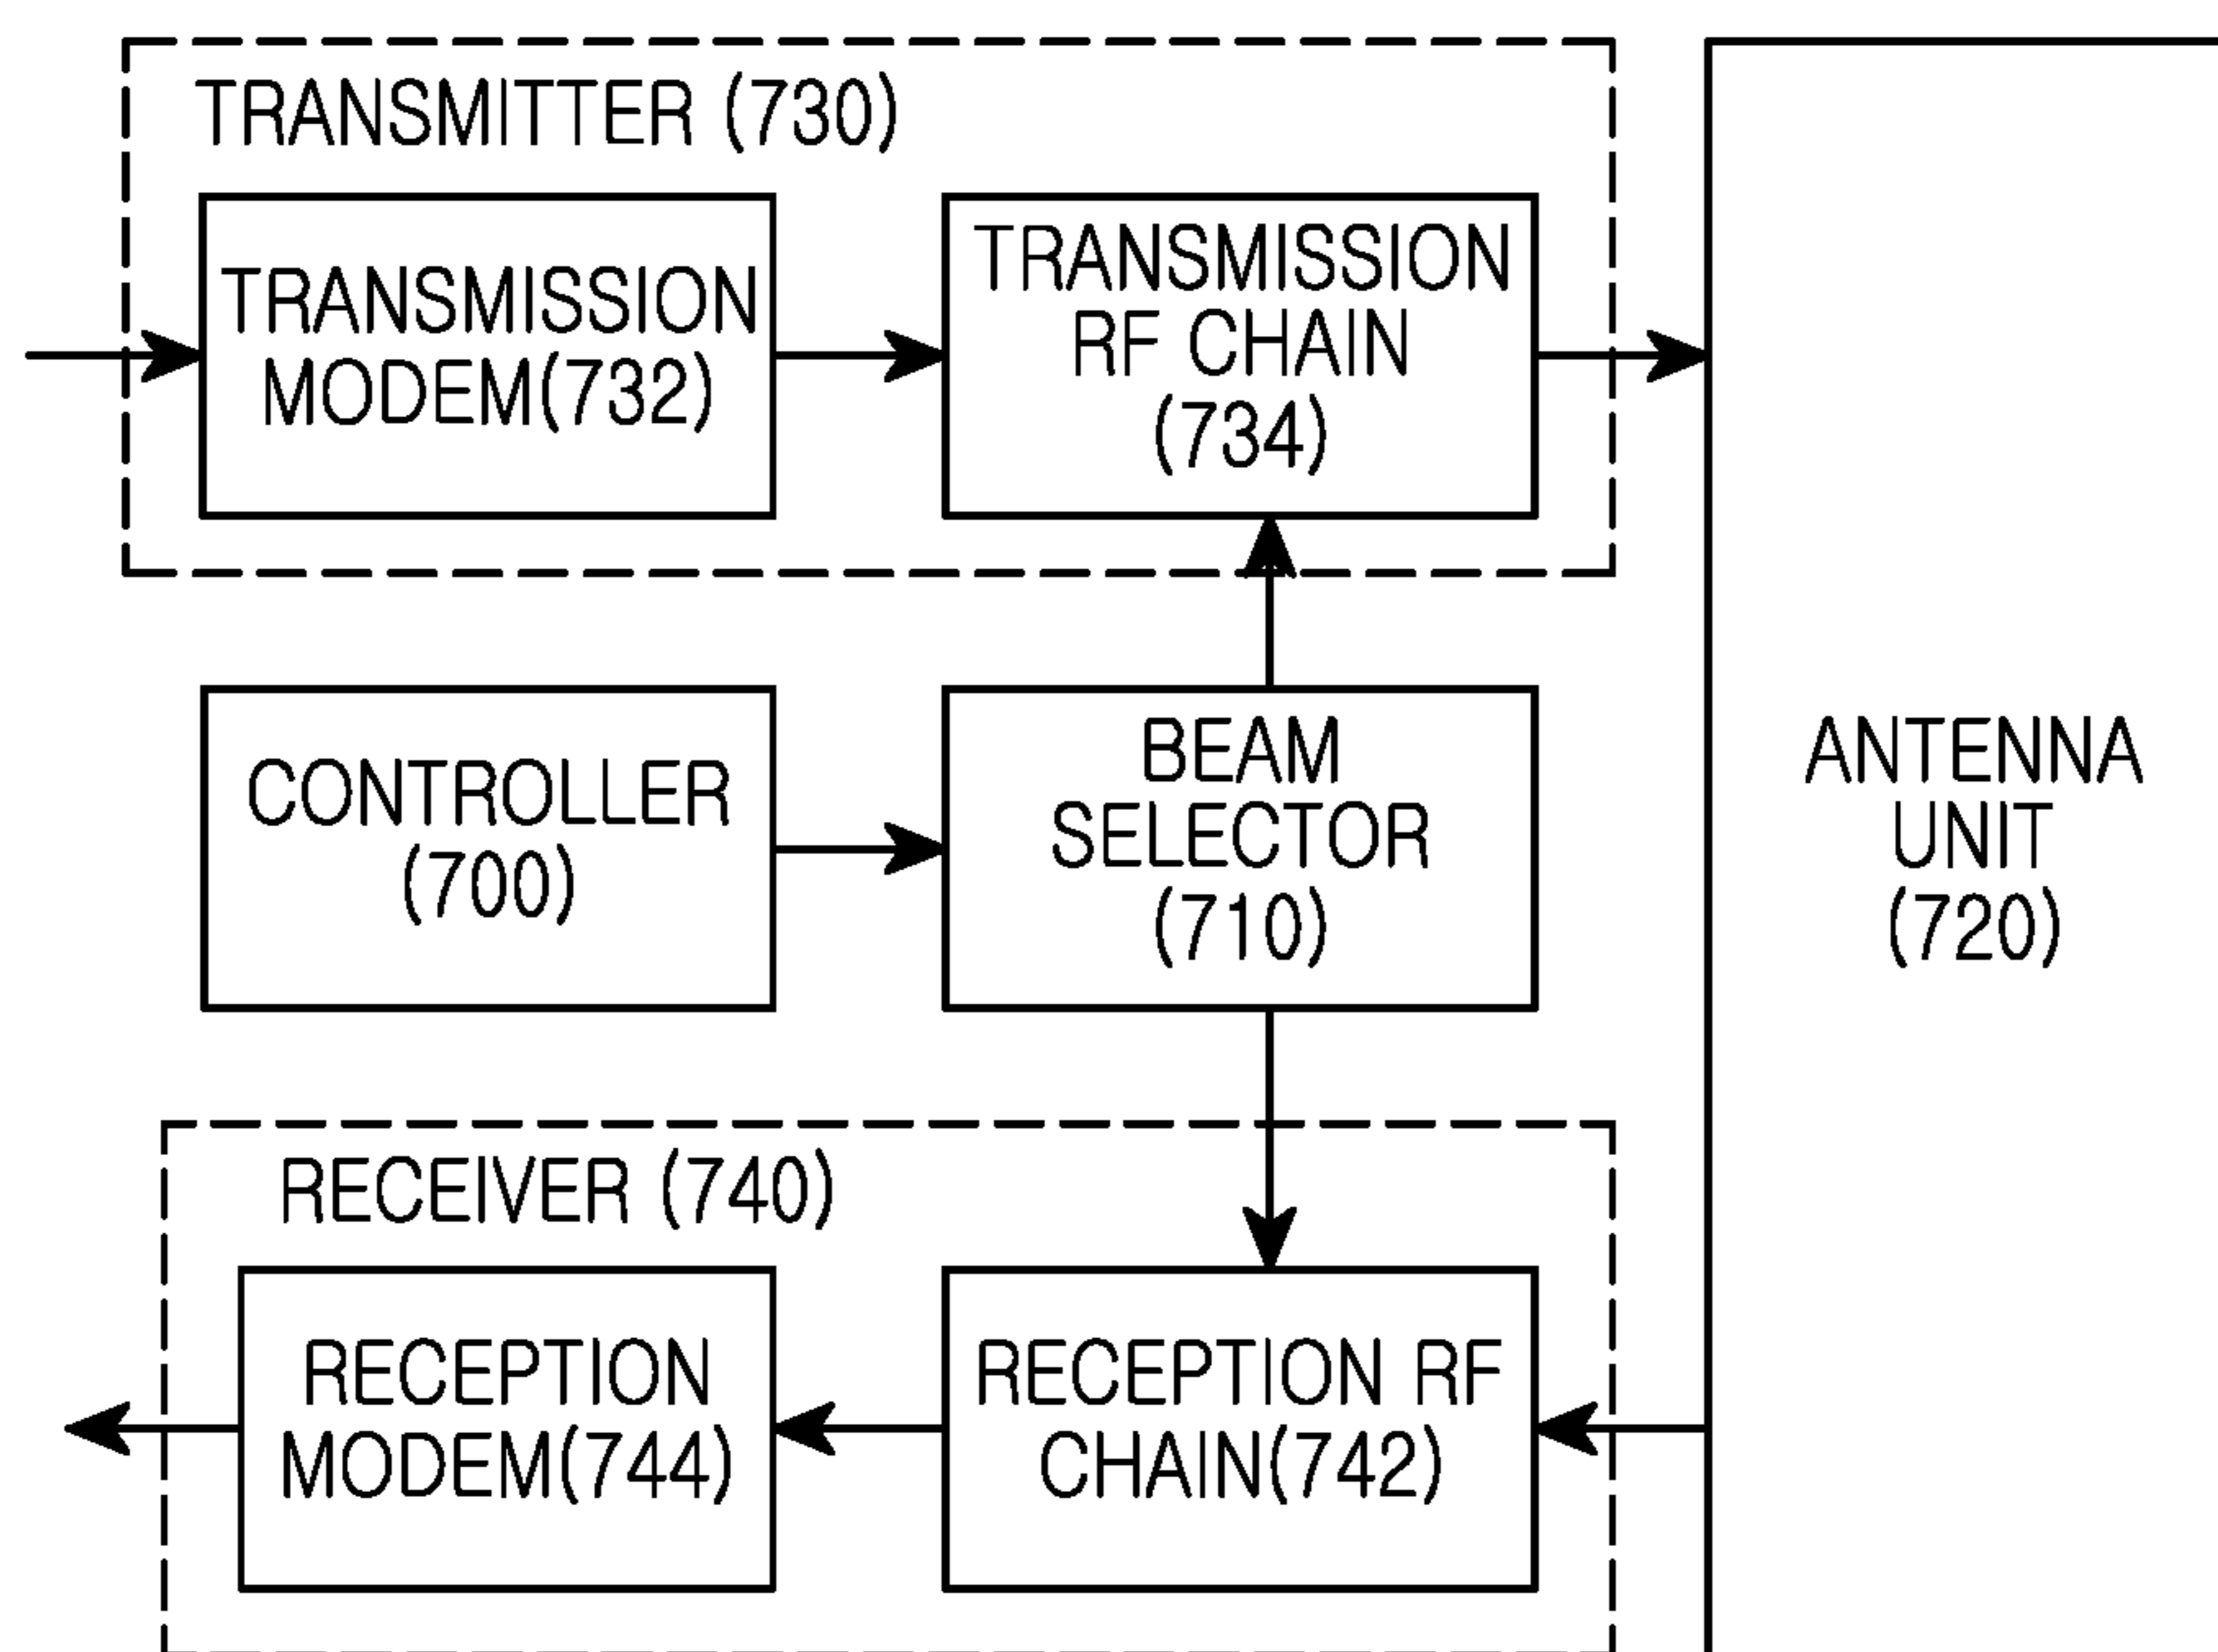 TRANSMITTER (730)
TRANSMISSION
MODEM(732)
TRANSMISSION
RF CHAIN
(734)
CONTROLLER
(700)
BEAM
SELECTOR
(710)
ANTENNA
UNIT
(720)
RECEIVER (740)
RECEPTION
MODEM(744)
RECEPTION RF
CHAIN(742)